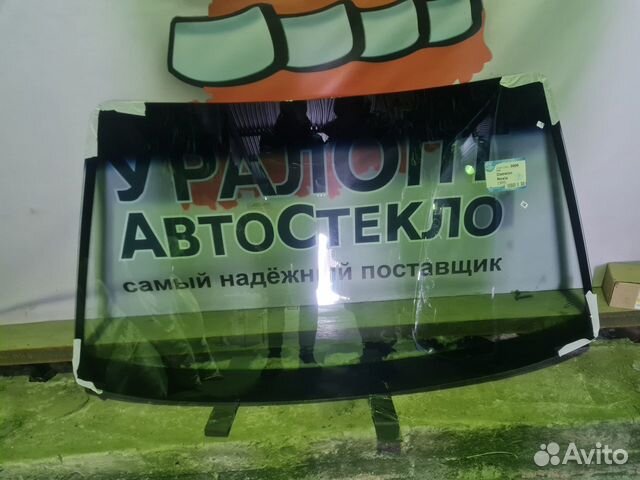 УРАЛОПТ
АВТОСТЕКЛО
самый надёжный поставщик
Avito